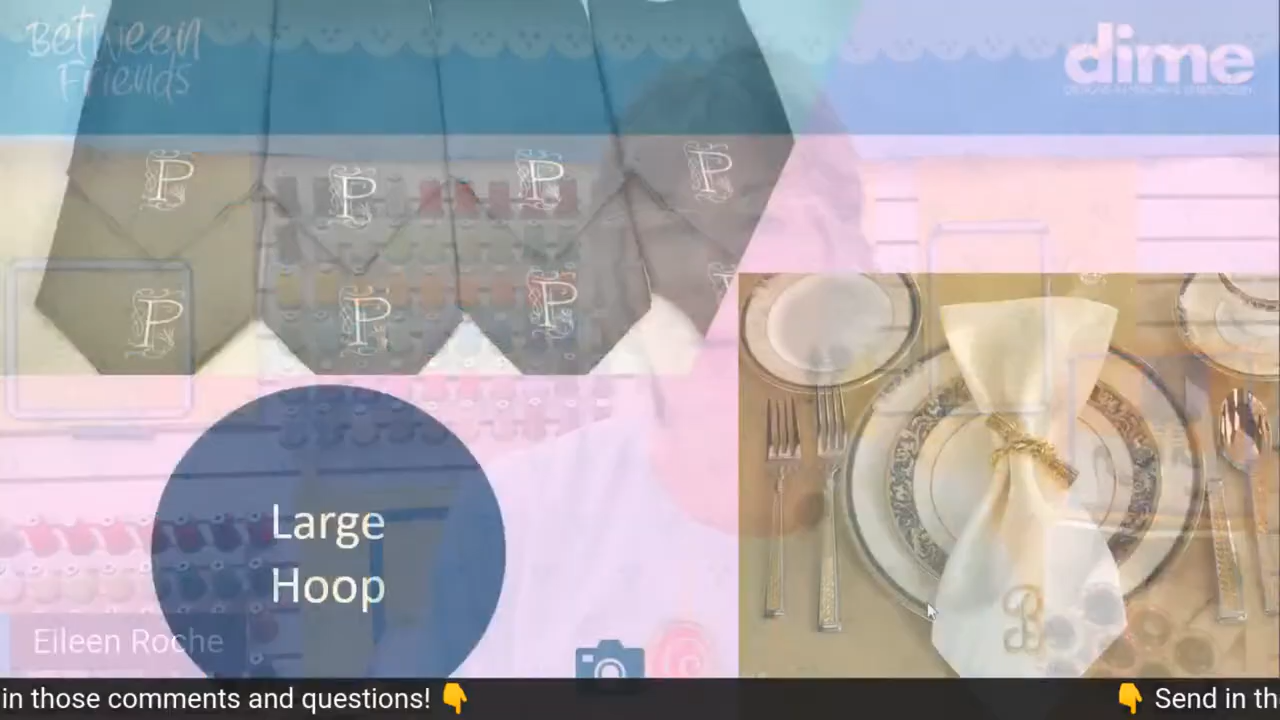 Between
Friends
dime
P P P P
P P P
Large
Hoop
B
Eileen Roche
in those comments and questions! 👇
👇 Send in th